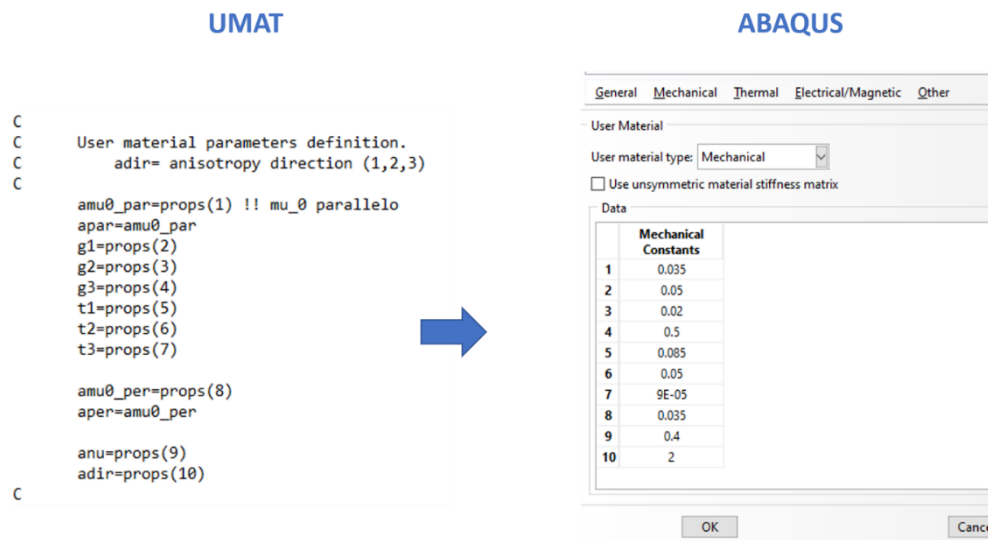 UMAT
C
C User material parameters definition.
C adir= anisotropy direction (1,2,3)
C
amu0_par=props(1) !! mu_0 parallelo
apar=amu0_par
g1=props(2)
g2=props(3)
g3=props(4)
t1=props(5)
t2=props(6)
t3=props(7)
amu0_per=props(8)
aper=amu0_per
anu=props(9)
adir=props(10)
C
ABAQUS
General Mechanical Thermal Electrical/Magnetic Other
User Material
User material type: Mechanical
Use unsymmetric material stiffness matrix
Data
Mechanical
Constants
1 0.035
2 0.05
3 0.02
4 0.5
5 0.085
6 0.05
7 9E-05
8 0.035
9 0.4
10 2
OK Cance